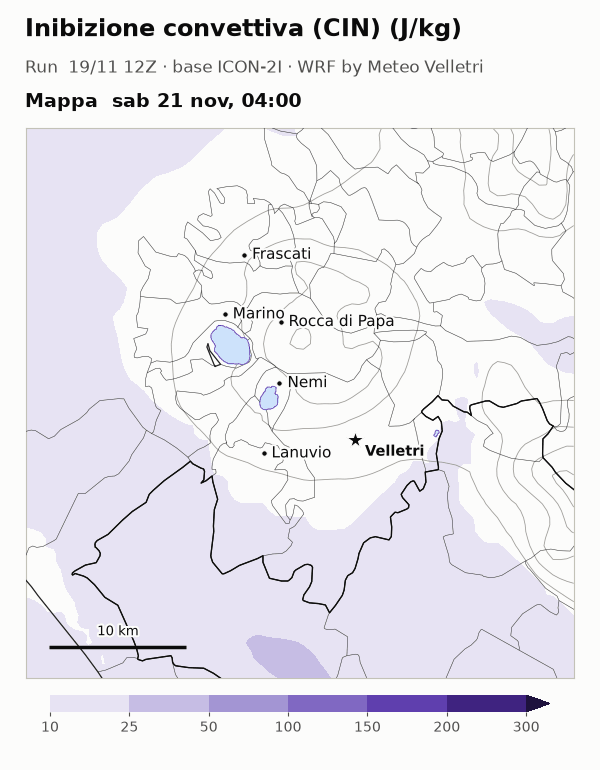 Inibizione convettiva (CIN) (J/kg)
Run  19/11 12Z · base ICON-2I · WRF by Meteo Velletri
Mappa  sab 21 nov, 04:00
Frascati
Marino
Rocca di Papa
Nemi
Velletri
Lanuvio
10 km
10 25 50 100 150 200 300